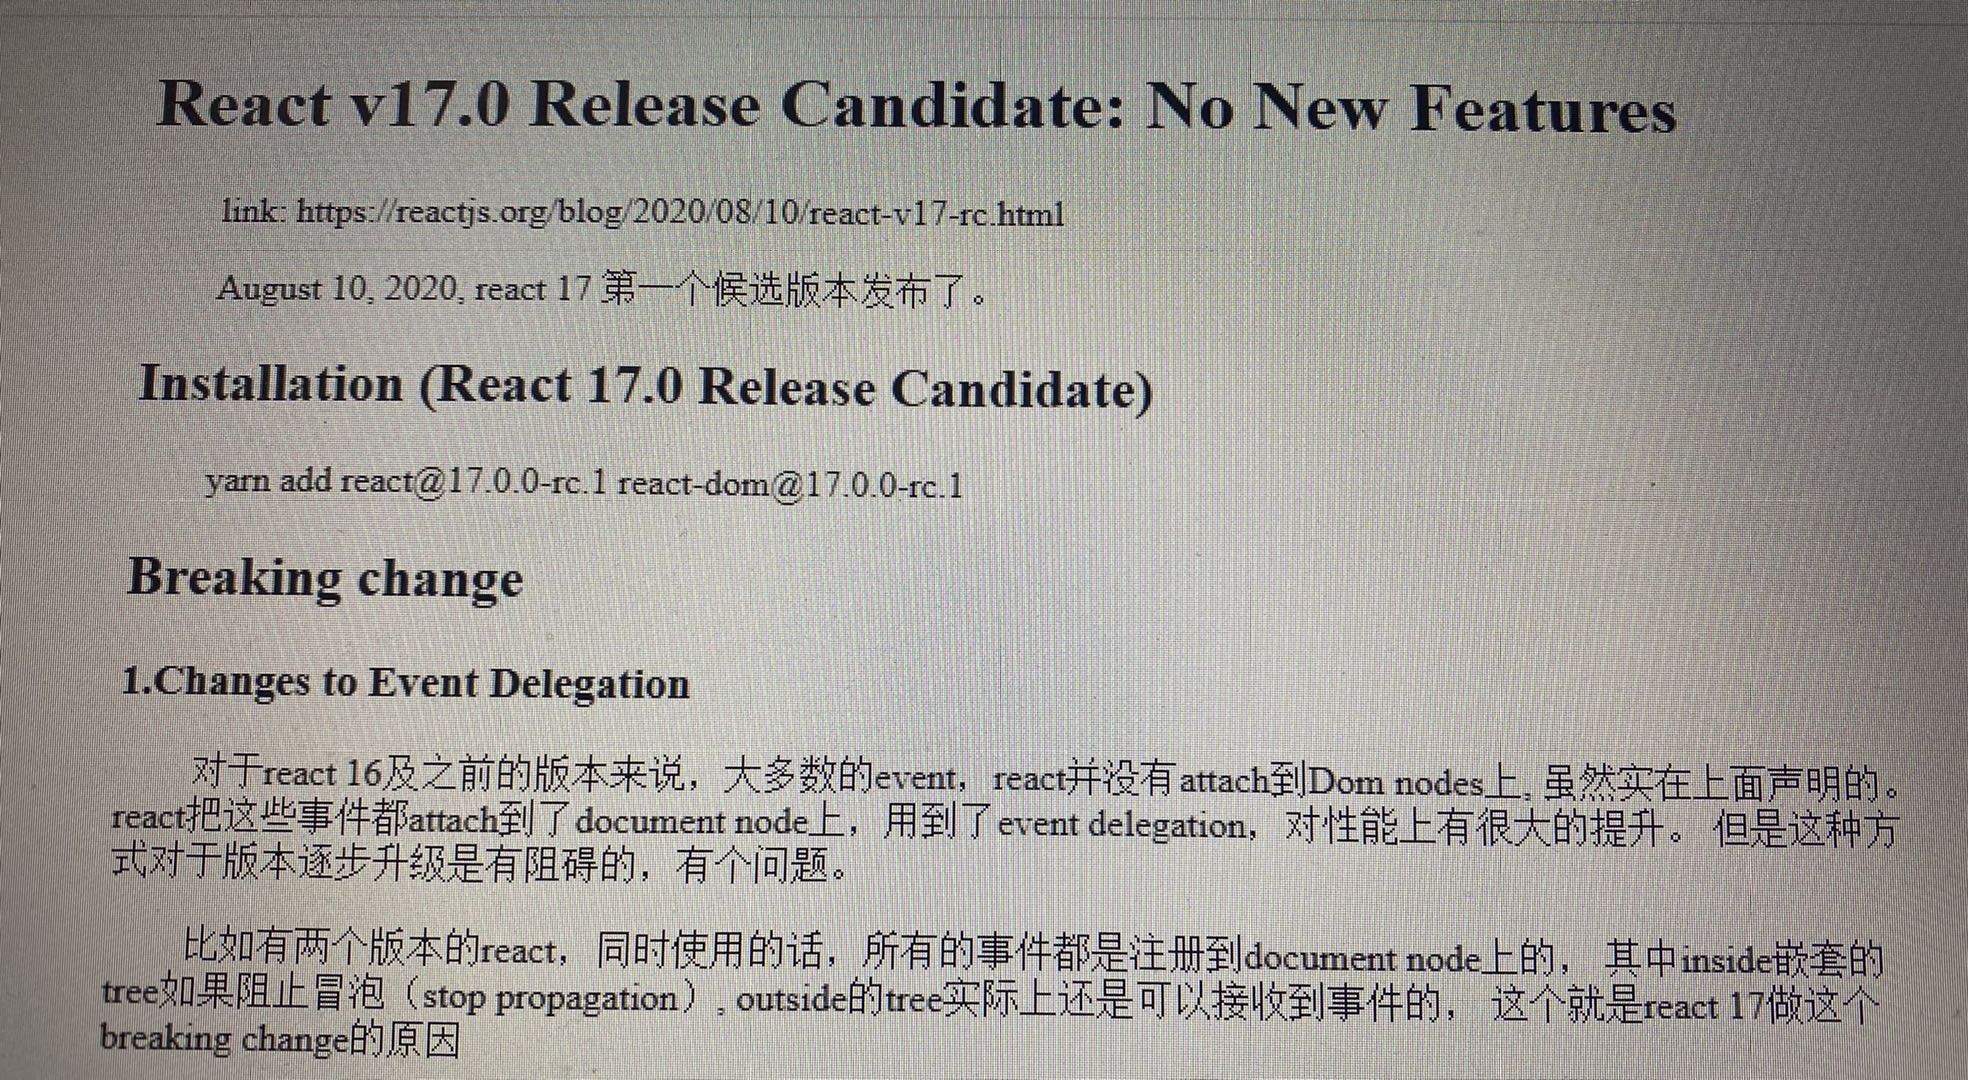 React v17.0 Release Candidate: No New Features
link: https://reactjs.org/blog/2020/08/10/react-v17-rc.html
August 10, 2020, react 17 第一个候选版本发布了。
Installation (React 17.0 Release Candidate)
yarn add react@17.0.0-rc.1 react-dom@17.0.0-rc.1
Breaking change
1.Changes to Event Delegation
对于react 16及之前的版本来说，大多数的event，react并没有attach到Dom nodes上, 虽然实在上面声明的。
react把这些事件都attach到了document node上，用到了event delegation，对性能上有很大的提升。 但是这种方
式对于版本逐步升级是有阻碍的，有个问题。
比如有两个版本的react，同时使用的话，所有的事件都是注册到document node上的， 其中inside嵌套的
tree如果阻止冒泡（stop propagation）, outside的tree实际上还是可以接收到事件的， 这个就是react 17做这个
breaking change的原因